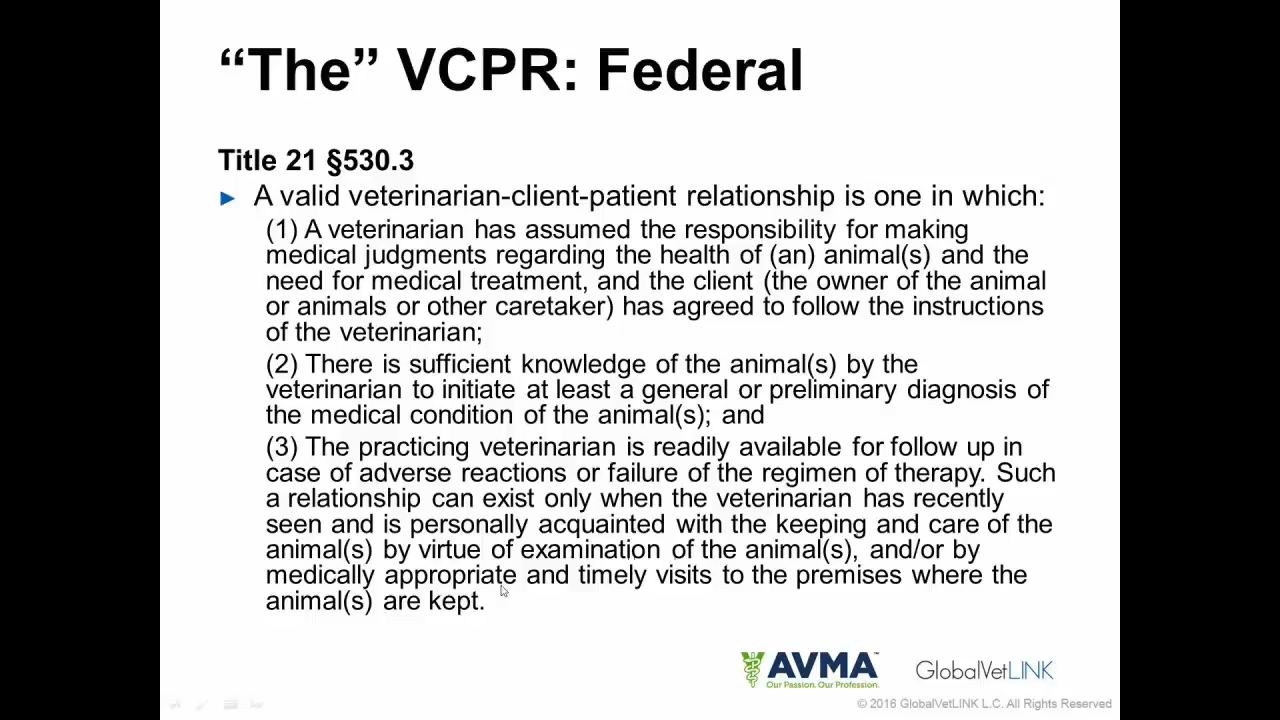 “The” VCPR: Federal
Title 21 §530.3
► A valid veterinarian-client-patient relationship is one in which:
(1) A veterinarian has assumed the responsibility for making
medical judgments regarding the health of (an) animal(s) and the
need for medical treatment, and the client (the owner of the animal
or animals or other caretaker) has agreed to follow the instructions
of the veterinarian;
(2) There is sufficient knowledge of the animal(s) by the
veterinarian to initiate at least a general or preliminary diagnosis of
the medical condition of the animal(s); and
(3) The practicing veterinarian is readily available for follow up in
case of adverse reactions or failure of the regimen of therapy. Such
a relationship can exist only when the veterinarian has recently
seen and is personally acquainted with the keeping and care of the
animal(s) by virtue of examination of the animal(s), and/or by
medically appropriate and timely visits to the premises where the
animal(s) are kept.
AVMA™
Our Passion. Our Profession.
GlobalVetLINK
© 2016 GlobalVetLINK L.C. All Rights Reserved